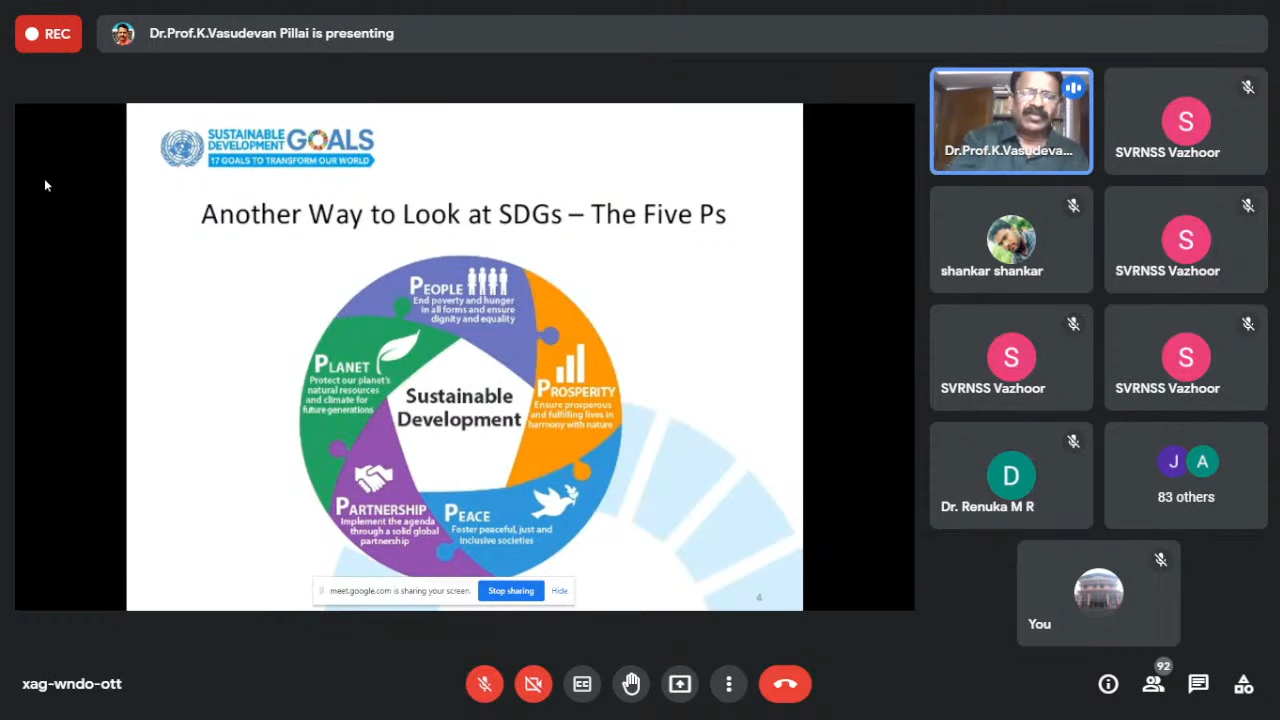 REC
Dr.Prof.K.Vasudevan Pillai is presenting
SUSTAINABLE
DEVELOPMENT
GOALS
17 GOALS TO TRANSFORM OUR WORLD
Another Way to Look at SDGs – The Five Ps
PEOPLE
End poverty and hunger
in all forms and ensure
dignity and equality
PLANET
Protect our planet's
natural resources
and climate for
future generations
Sustainable
Development
PROSPERITY
Ensure prosperous
and fulfilling lives in
harmony with nature
PARTNERSHIP
Implement the agenda
through a solid global
partnership
PEACE
Foster peaceful, just and
inclusive societies
meet.google.com is sharing your screen.
Stop sharing
Hide
4
Dr.Prof.K.Vasudeva...
S
SVRNSS Vazhoor
shankar shankar
S
SVRNSS Vazhoor
S
SVRNSS Vazhoor
S
SVRNSS Vazhoor
D
Dr. Renuka M R
J A
83 others
You
xag-wndo-ott
CC
92